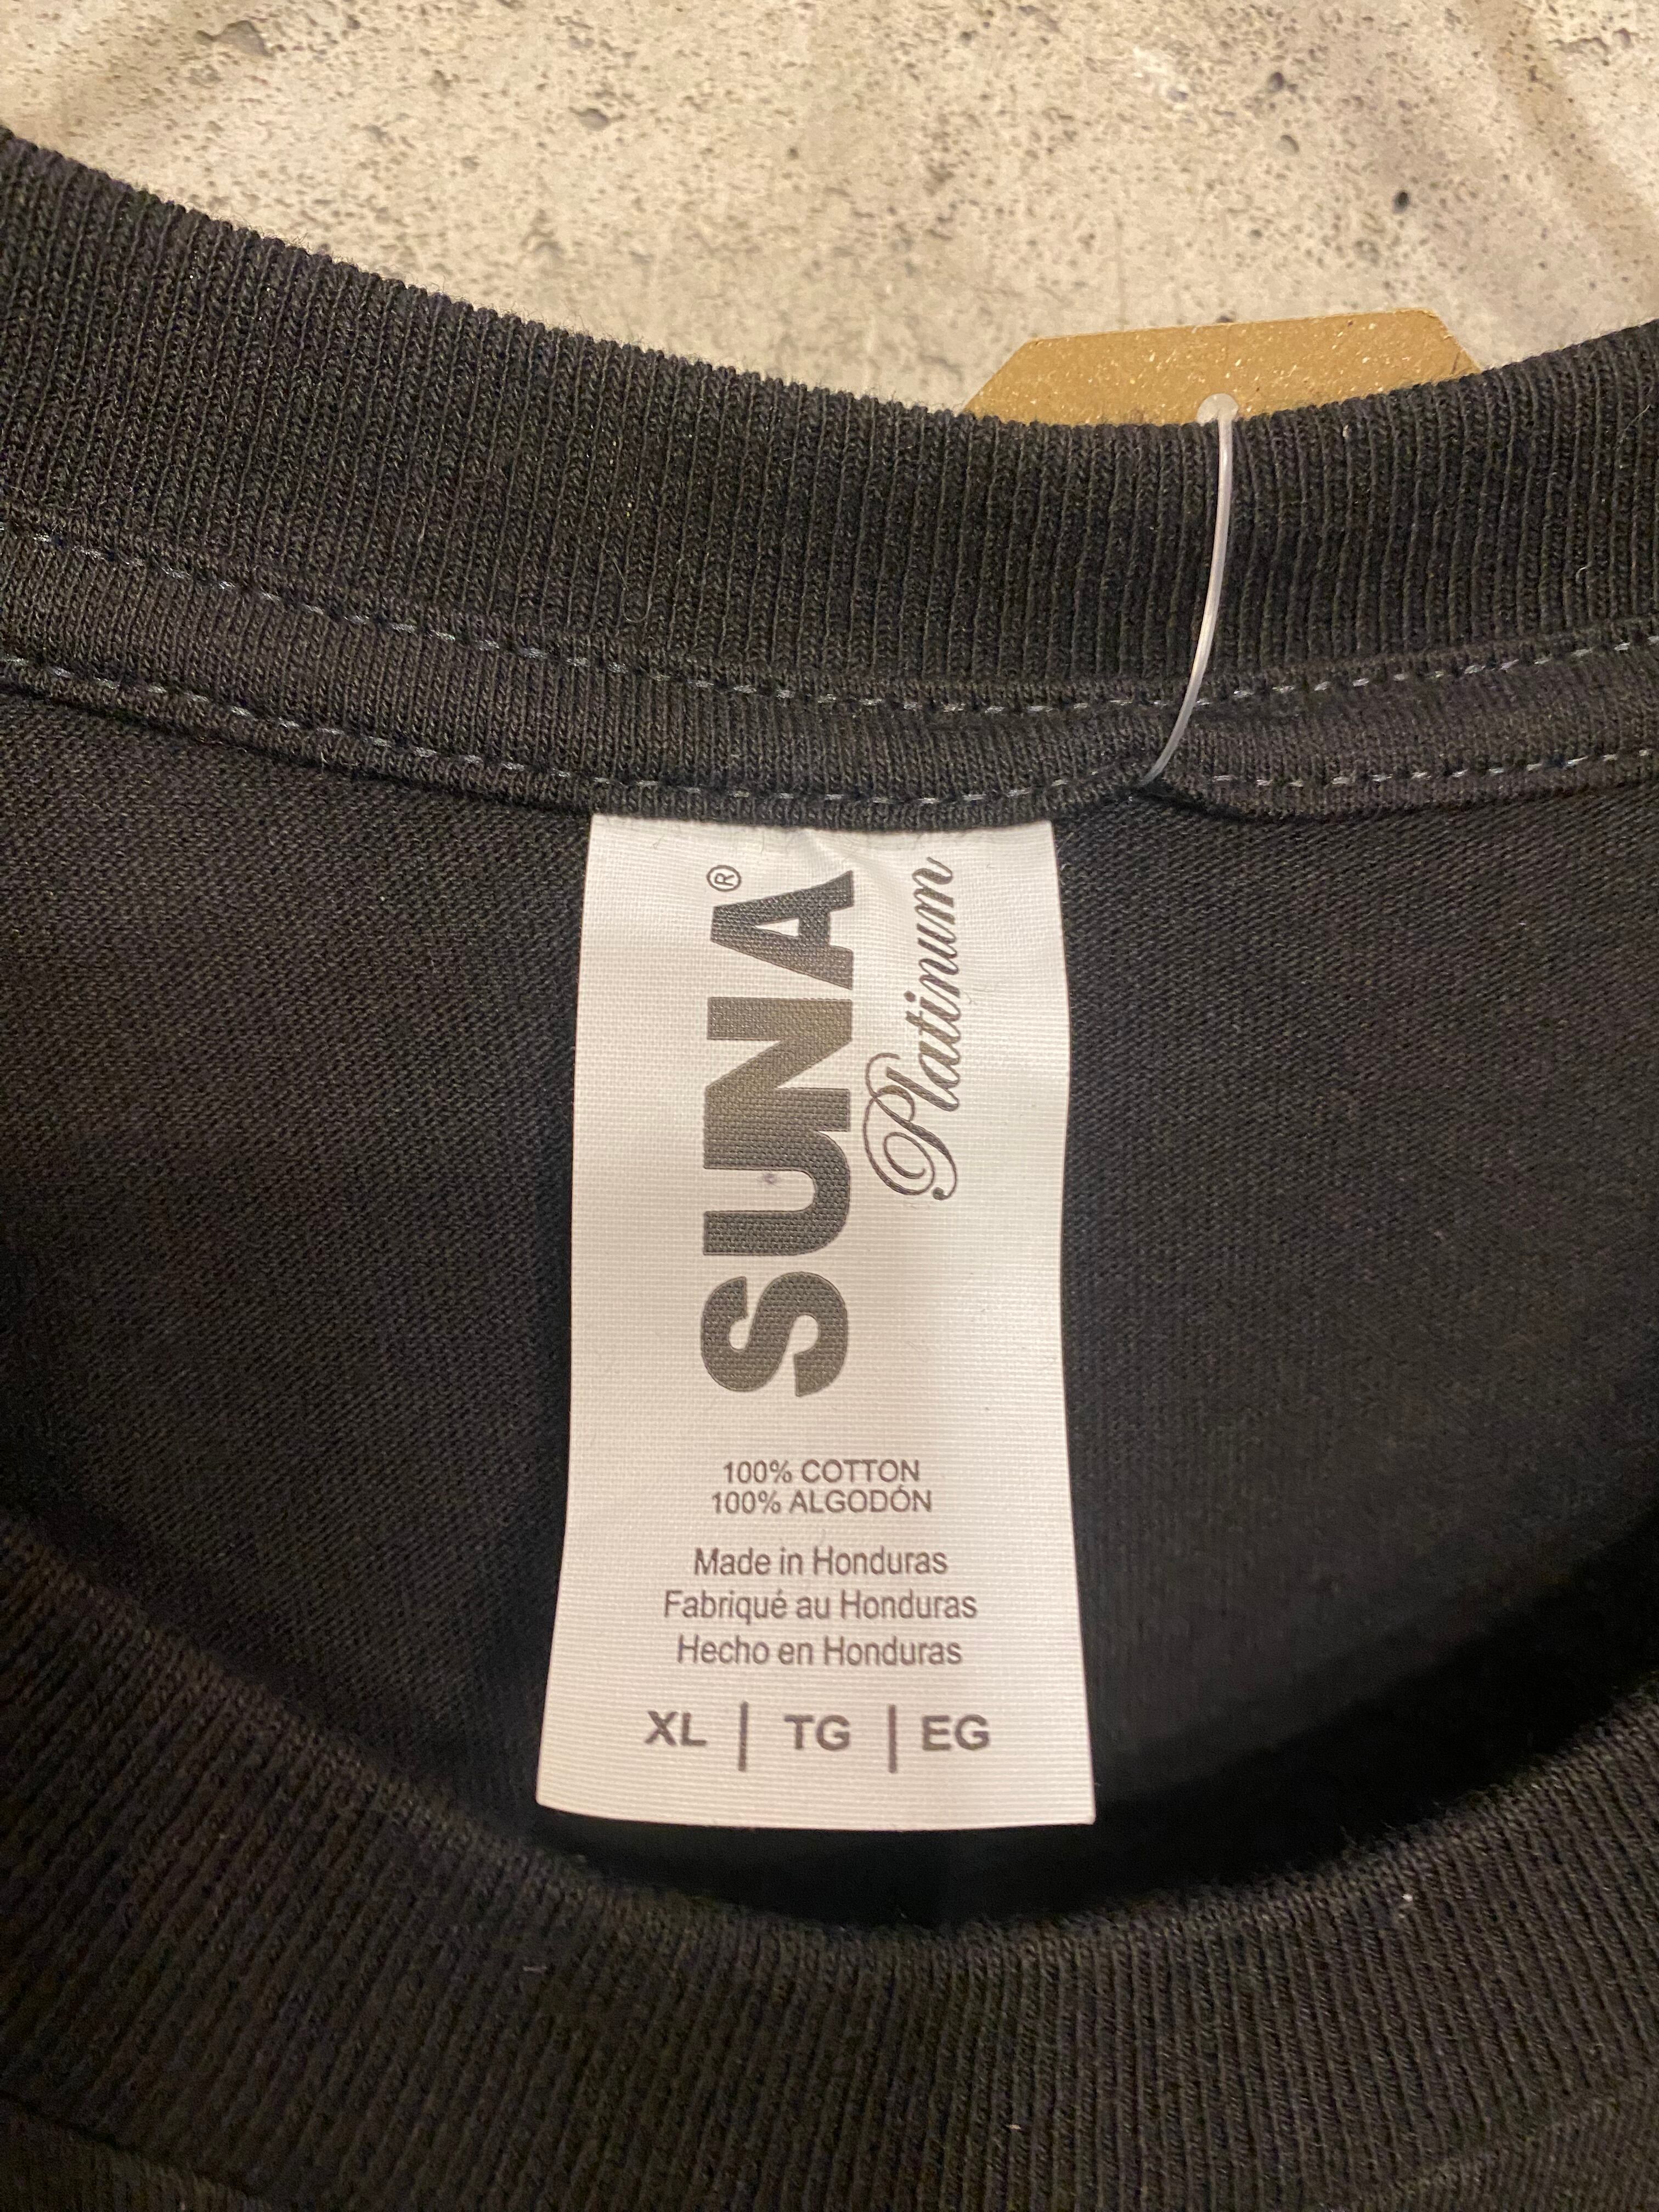 SUNA®
Platinum
100% COTTON
100% ALGODÓN
Made in Honduras
Fabriqué au Honduras
Hecho en Honduras
XL | TG | EG